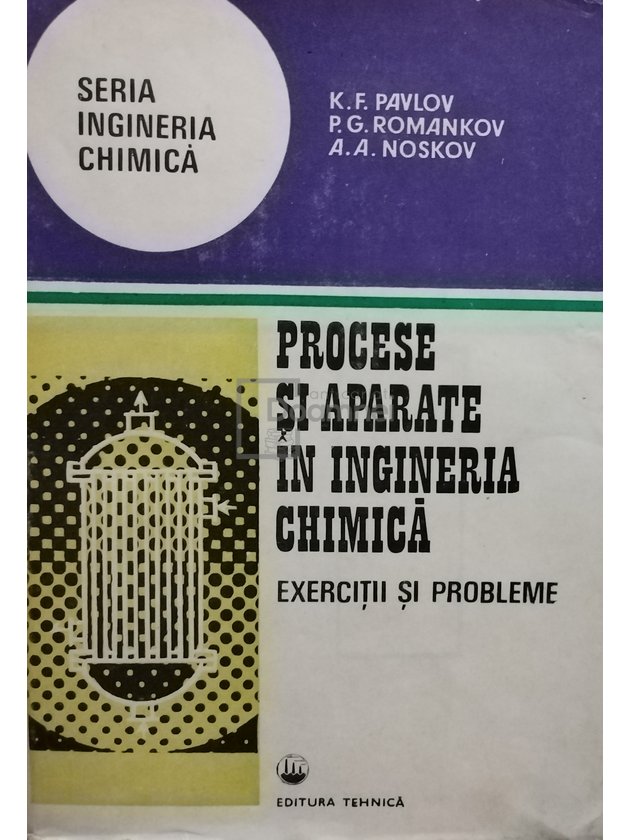 SERIA
INGINERIA
CHIMICĂ
K.F. PAVLOV
P.G. ROMANKOV
A.A. NOSKOV
PROCESE
ȘI APARATE
ÎN INGINERIA
CHIMICĂ
EXERCIȚII ȘI PROBLEME
EDITURA TEHNICĂ